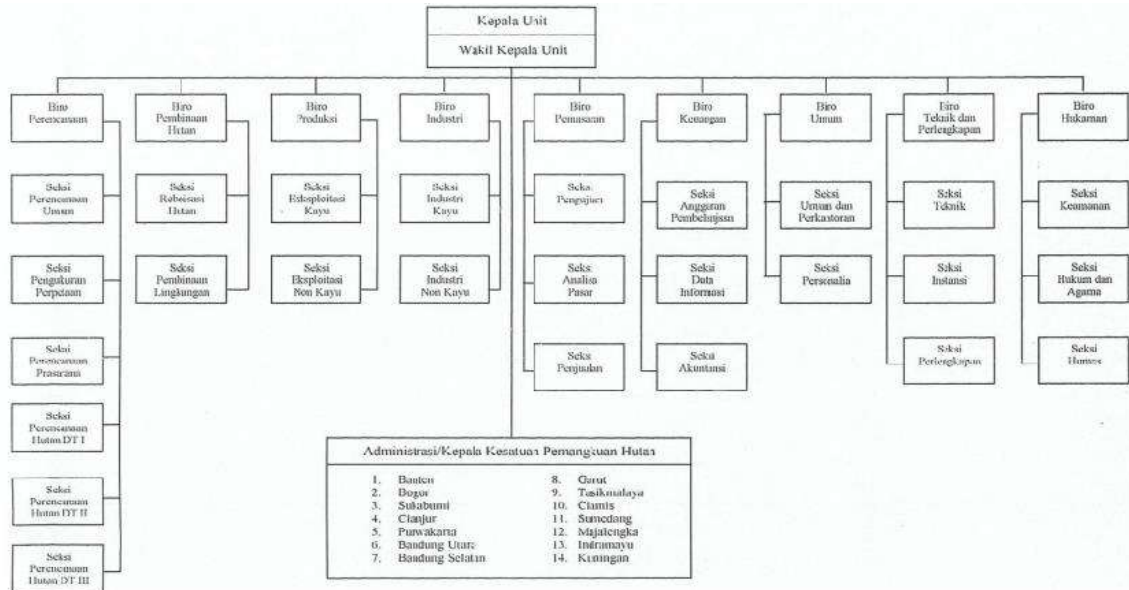 Kepala Unit
Wakil Kepala Unit
Biro
Perencanaan
Biro
Pembinaan
Hutan
Biro
Produksi
Biro
Industri
Biro
Pemasaran
Biro
Keuangan
Biro
Umum
Biro
Teknik dan
Perlengkapan
Biro
Hukaman
Seksi
Perencanaan
Umum
Seksi
Reboisasi
Hutan
Seksi
Eksploitasi
Kayu
Seksi
Industri
Kayu
Seksi
Pengujian
Seksi
Anggaran
Seksi
Umum dan
Perkantoran
Seksi
Teknik
Seksi
Keamanan
Seksi
Pengukuran
Perpetaan
Seksi
Pembinaan
Lingkungan
Seksi
Eksploitasi
Non Kayu
Seksi
Industri
Non Kayu
Seksi
Analisa
Pasar
Seksi
Data
Informasi
Seksi
Personalia
Seksi
Instansi
Seksi
Hukum dan
Agama
Seksi
Perencanaan
Prasarana
Seksi
Penjualan
Seksi
Akuntansi
Seksi
Perlengkapan
Seksi
Humas
Seksi
Perencanaan
Hutan DT I
Seksi
Perencanaan
Hutan DT II
Seksi
Perencanaan
Hutan DT III
Administrasi/Kepala Kesatuan Pemangkuan Hutan
1. Banten
2. Bogor
3. Sukabumi
4. Cianjur
5. Purwakarta
6. Bandung Utara
7. Bandung Selatan
8. Garut
9. Tasikmalaya
10. Ciamis
11. Sumedang
12. Majalengka
13. Indramayu
14. Kuningan